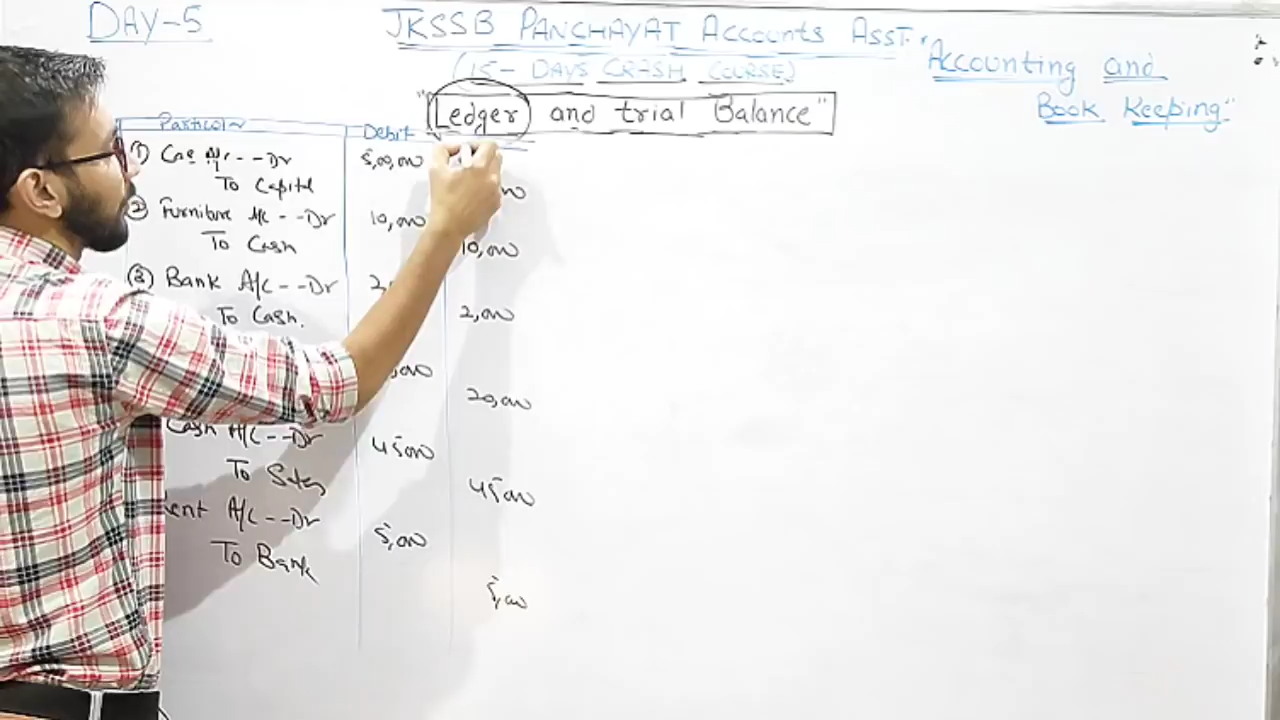 DAY-5
JKSSB PANCHAYAT Accounts ASST.
(15- DAYS CRASH COURSE)
"Accounting and
Book Keeping"
"Ledger and trial Balance"
Debit
(1) A/c - - Dr 5,00,000
To Capital
(2) Furniture A/c - - Dr 10,000
To Cash 10,000
(3) Bank A/c - - Dr
To Cash. 2,000
20,000
Cash A/c - - Dr 45000
To Sales 45000
A/c - - Dr 5,000
To Bank
5,000